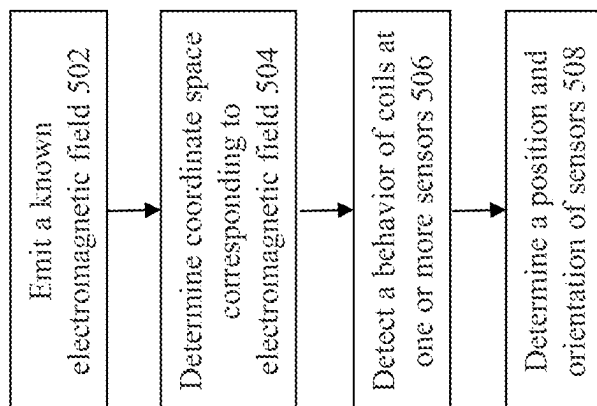 Emit a known
electromagnetic field 502
Determine coordinate space
corresponding to
electromagnetic field 504
Detect a behavior of coils at
one or more sensors 506
Determine a position and
orientation of sensors 508